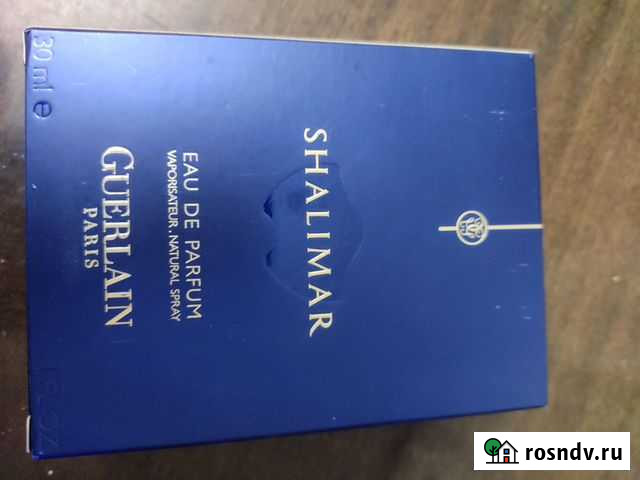 SHALIMAR
EAU DE PARFUM
VAPORISATEUR.NATURAL SPRAY
GUERLAIN
PARIS
30 ml e
rosndv.ru